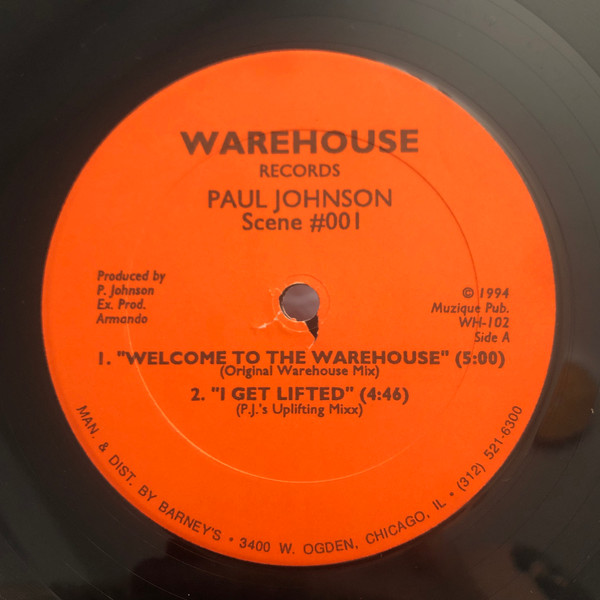 WAREHOUSE
RECORDS
PAUL JOHNSON
Scene #001
Produced by
P. Johnson
Ex. Prod.
Armando
© 1994
Muzique Pub.
WH-102
Side A
1. "WELCOME TO THE WAREHOUSE" (5:00)
(Original Warehouse Mix)
2. "I GET LIFTED" (4:46)
(P.J.'s Uplifting Mixx)
MAN. & DIST. BY BARNEY'S • 3400 W. OGDEN, CHICAGO, IL • (312) 521-6300